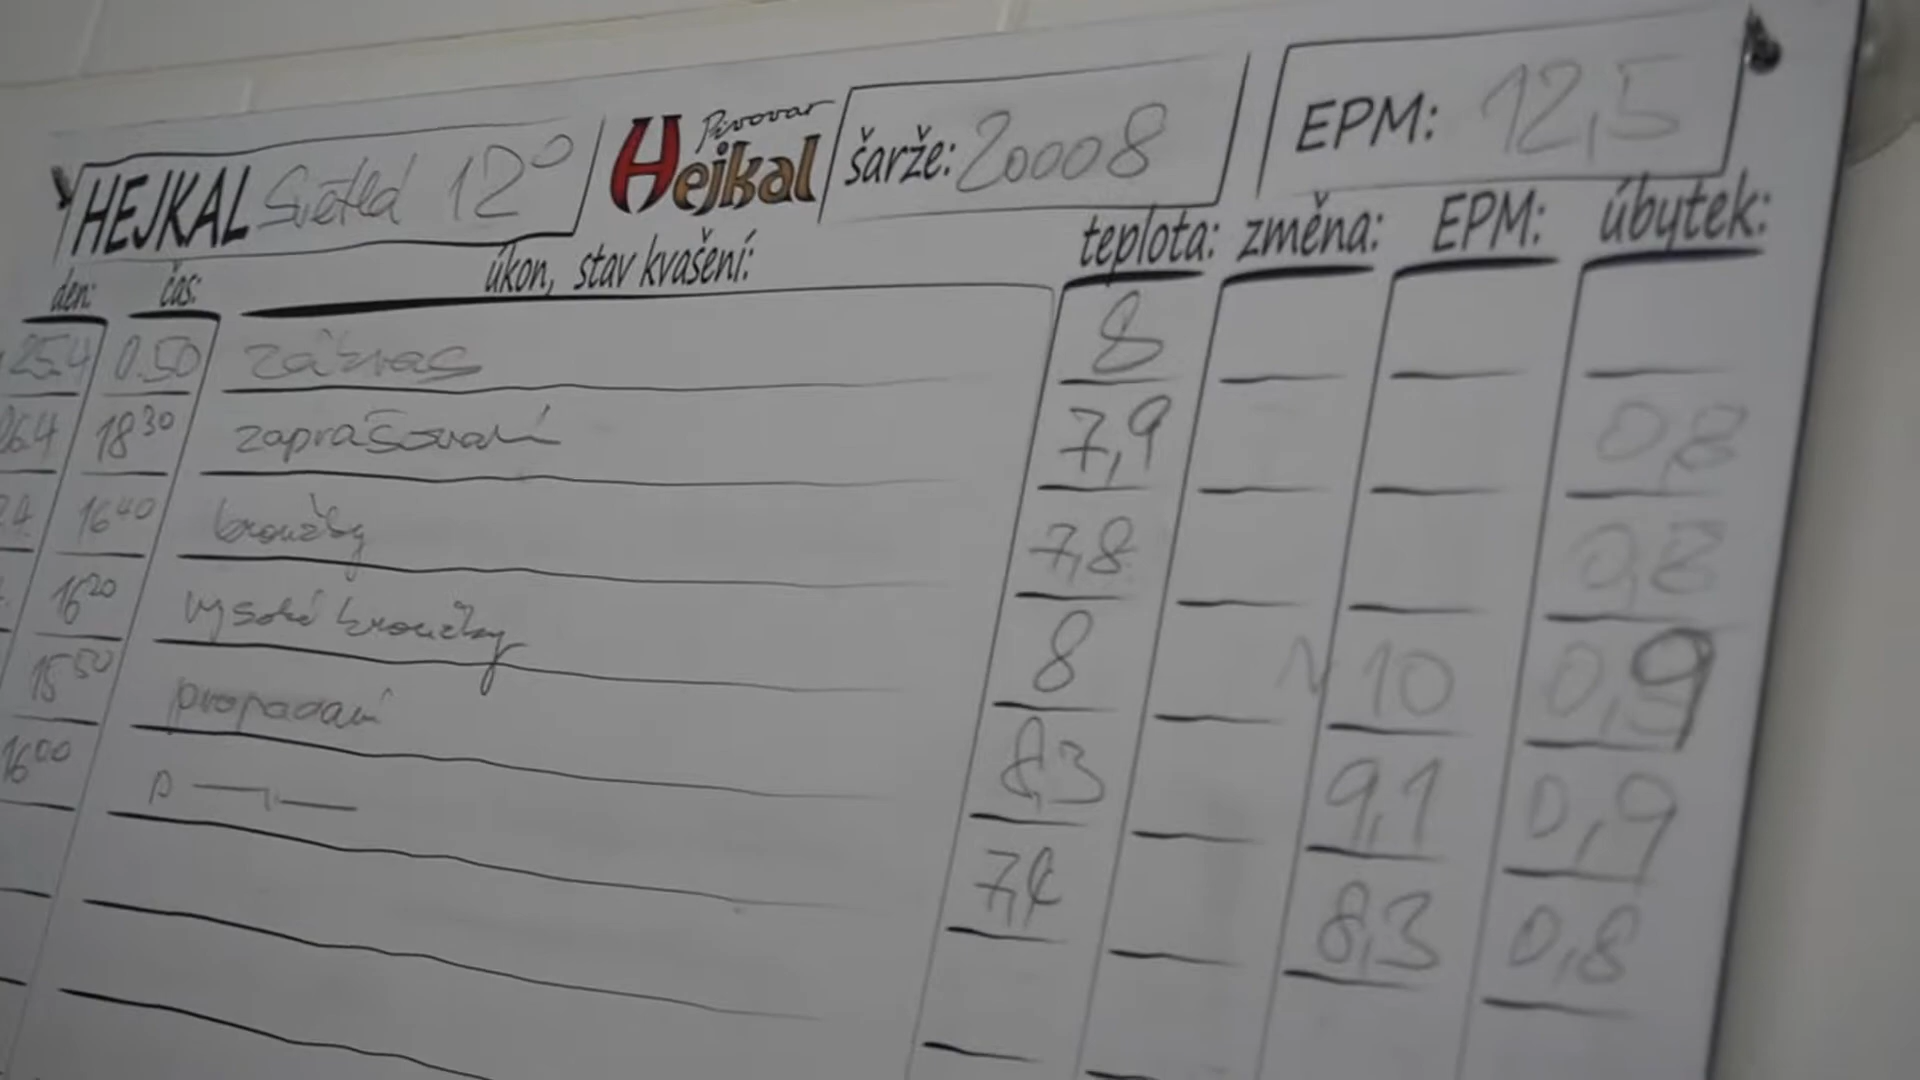 HEJKAL Světlá 12° Pivovar Hejkal šarže: 20008 EPM: 12,5
den: čas: úkon, stav kvašení: teplota: změna: EPM: úbytek:
25.4 0.50 zákvas 8
26.4 18³⁰ zaprašování 7,9 0,8
16⁴⁰ kroužky 7,8 0,8
16²⁰ vysoké kroužky 8 ~ 10 0,9
15⁵⁰ propadání 8,3 9,1 0,9
16⁰⁰ P —〃— 8,3 0,8